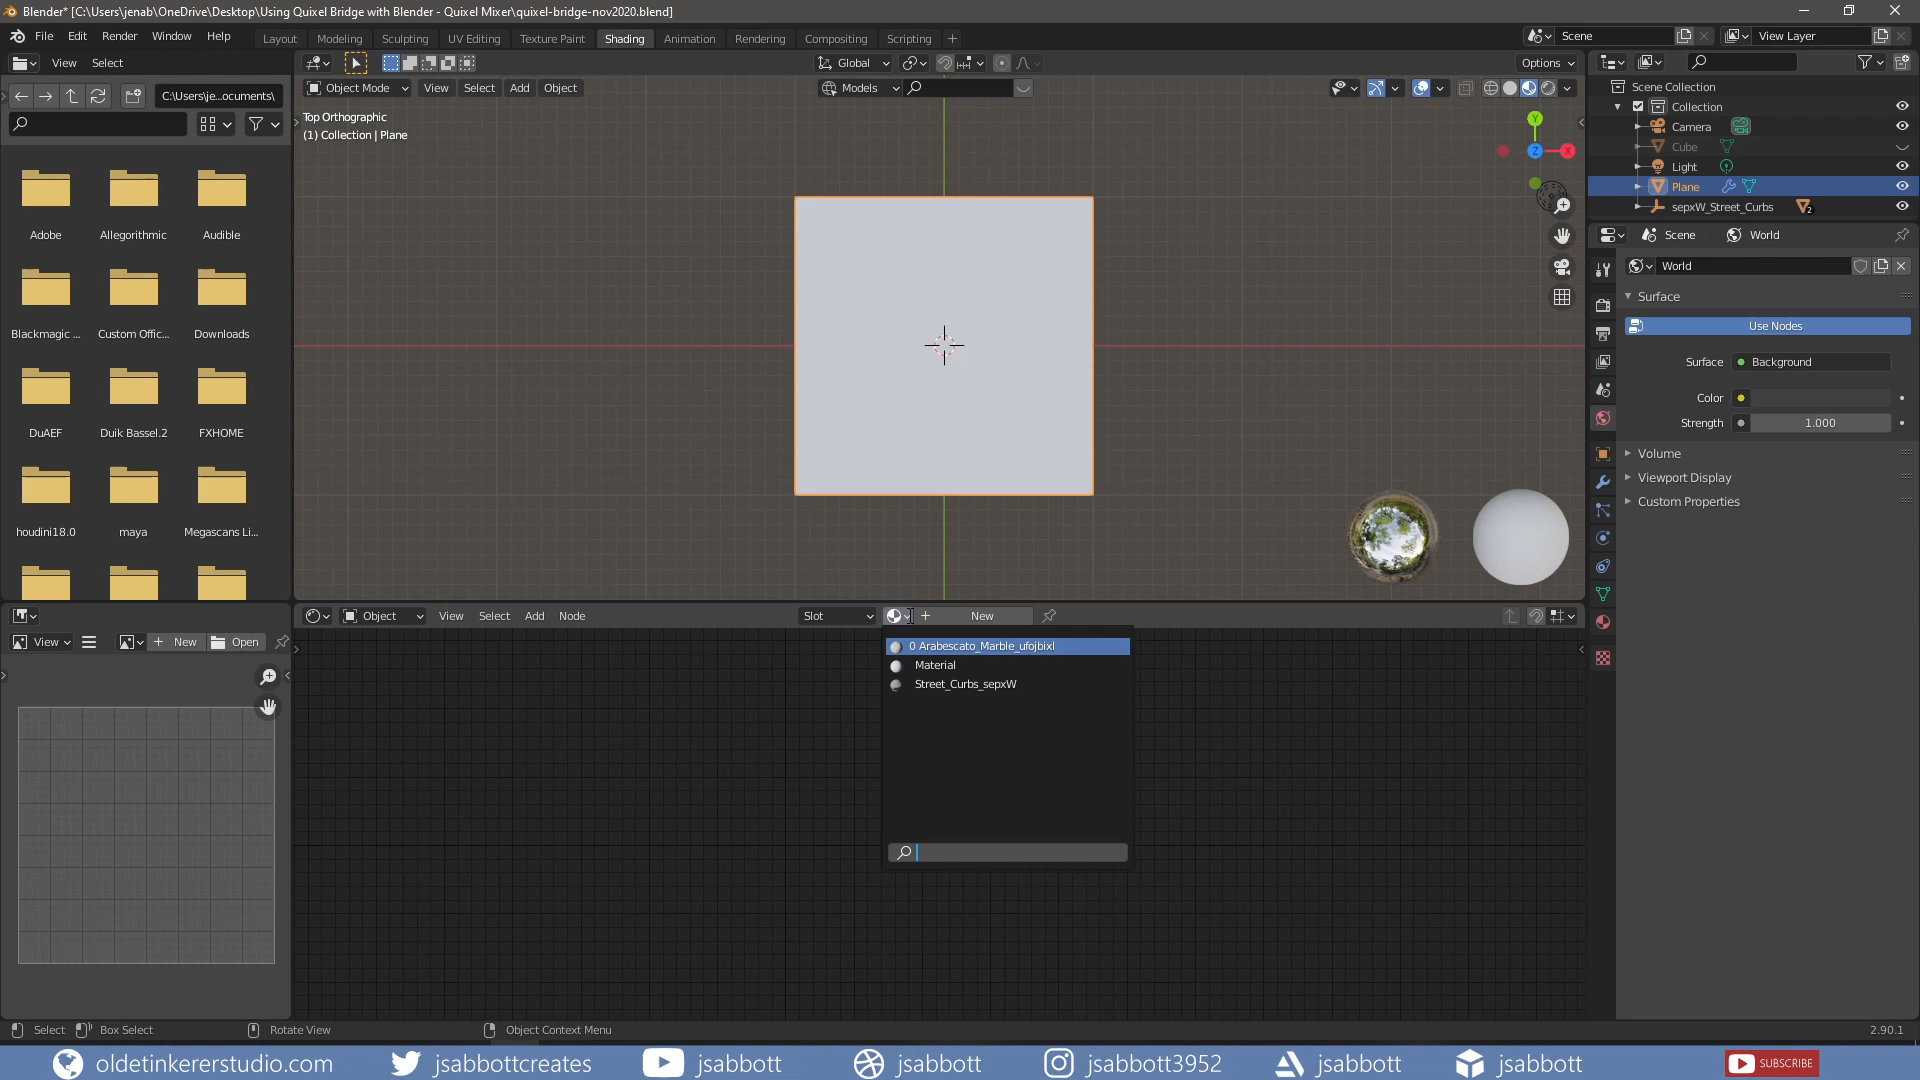 Blender* [C:\Users\jenab\OneDrive\Desktop\Using Quixel Bridge with Blender - Quixel Mixer\quixel-bridge-nov2020.blend]
File Edit Render Window Help
Layout Modeling Sculpting UV Editing Texture Paint Shading Animation Rendering Compositing Scripting
Scene
View Layer
View Select
Global
Options
C:\Users\je...ocuments\
Object Mode View Select Add Object
Models
Top Orthographic
(1) Collection | Plane
Y
Z
X
Adobe Allegorithmic Audible
Blackmagic ... Custom Offic... Downloads
DuAEF Duik Bassel.2 FXHOME
houdini18.0 maya Megascans Li...
Scene Collection
Collection
Camera
Cube
Light
Plane
sepxW_Street_Curbs 2
Scene World
World
Surface
Use Nodes
Surface Background
Color
Strength 1.000
Volume
Viewport Display
Custom Properties
Object View Select Add Node
Slot
New
View
New Open
0 Arabescato_Marble_ufojbixl
Material
Street_Curbs_sepxW
Select Box Select Rotate View Object Context Menu
2.90.1
oldetinkererstudio.com jsabbottcreates jsabbott jsabbott jsabbott3952 jsabbott jsabbott SUBSCRIBE